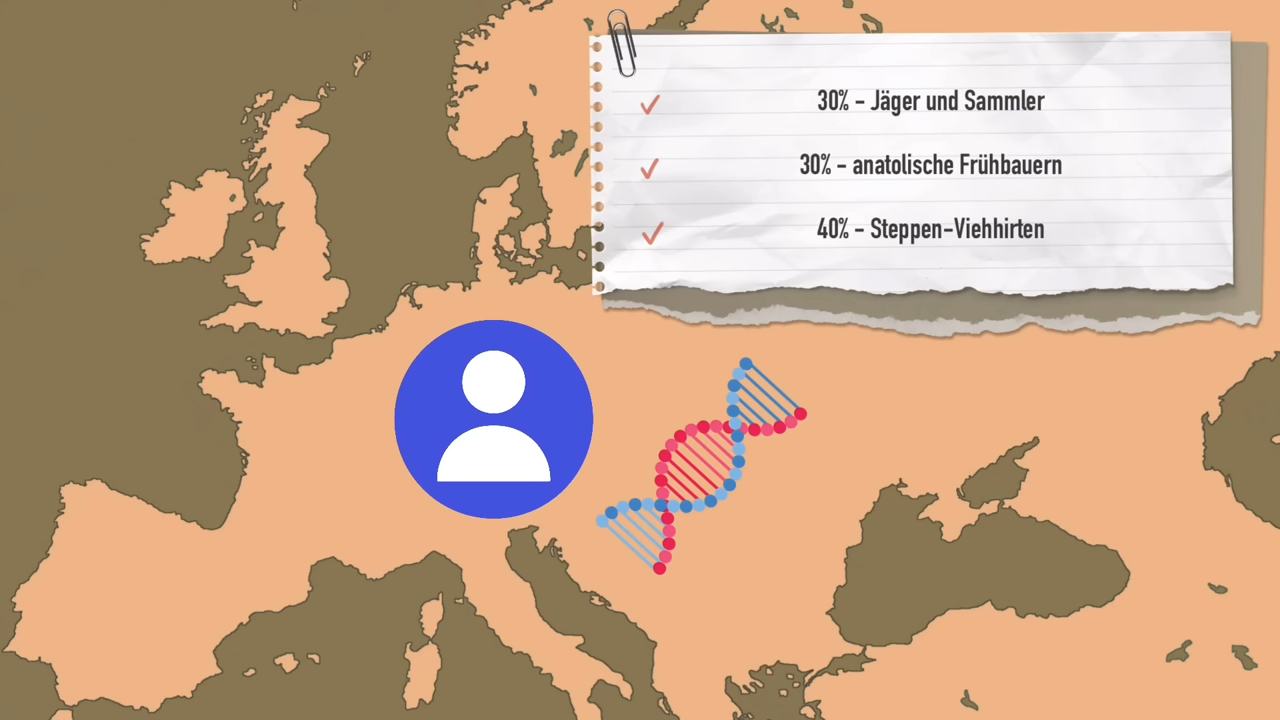 30% – Jäger und Sammler
30% – anatolische Frühbauern
40% – Steppen-Viehhirten